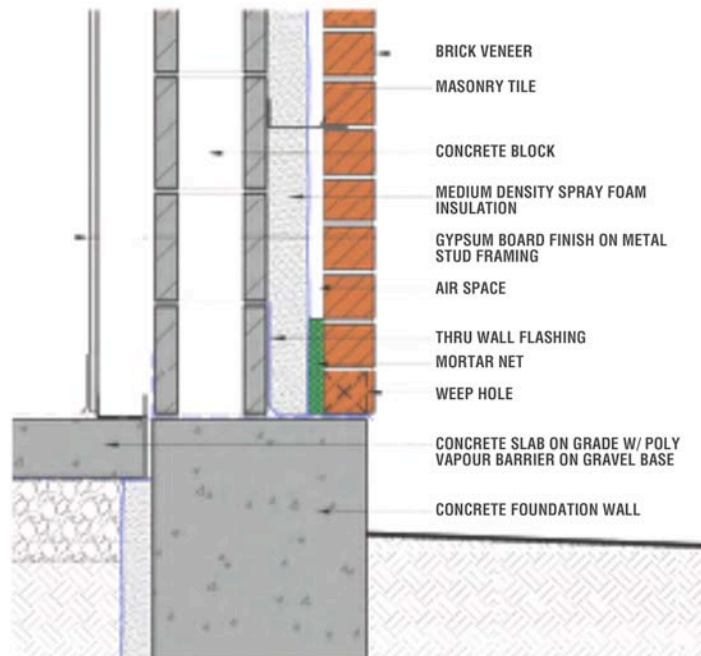 BRICK VENEER
MASONRY TILE
CONCRETE BLOCK
MEDIUM DENSITY SPRAY FOAM
INSULATION
GYPSUM BOARD FINISH ON METAL
STUD FRAMING
AIR SPACE
THRU WALL FLASHING
MORTAR NET
WEEP HOLE
CONCRETE SLAB ON GRADE W/ POLY
VAPOUR BARRIER ON GRAVEL BASE
CONCRETE FOUNDATION WALL